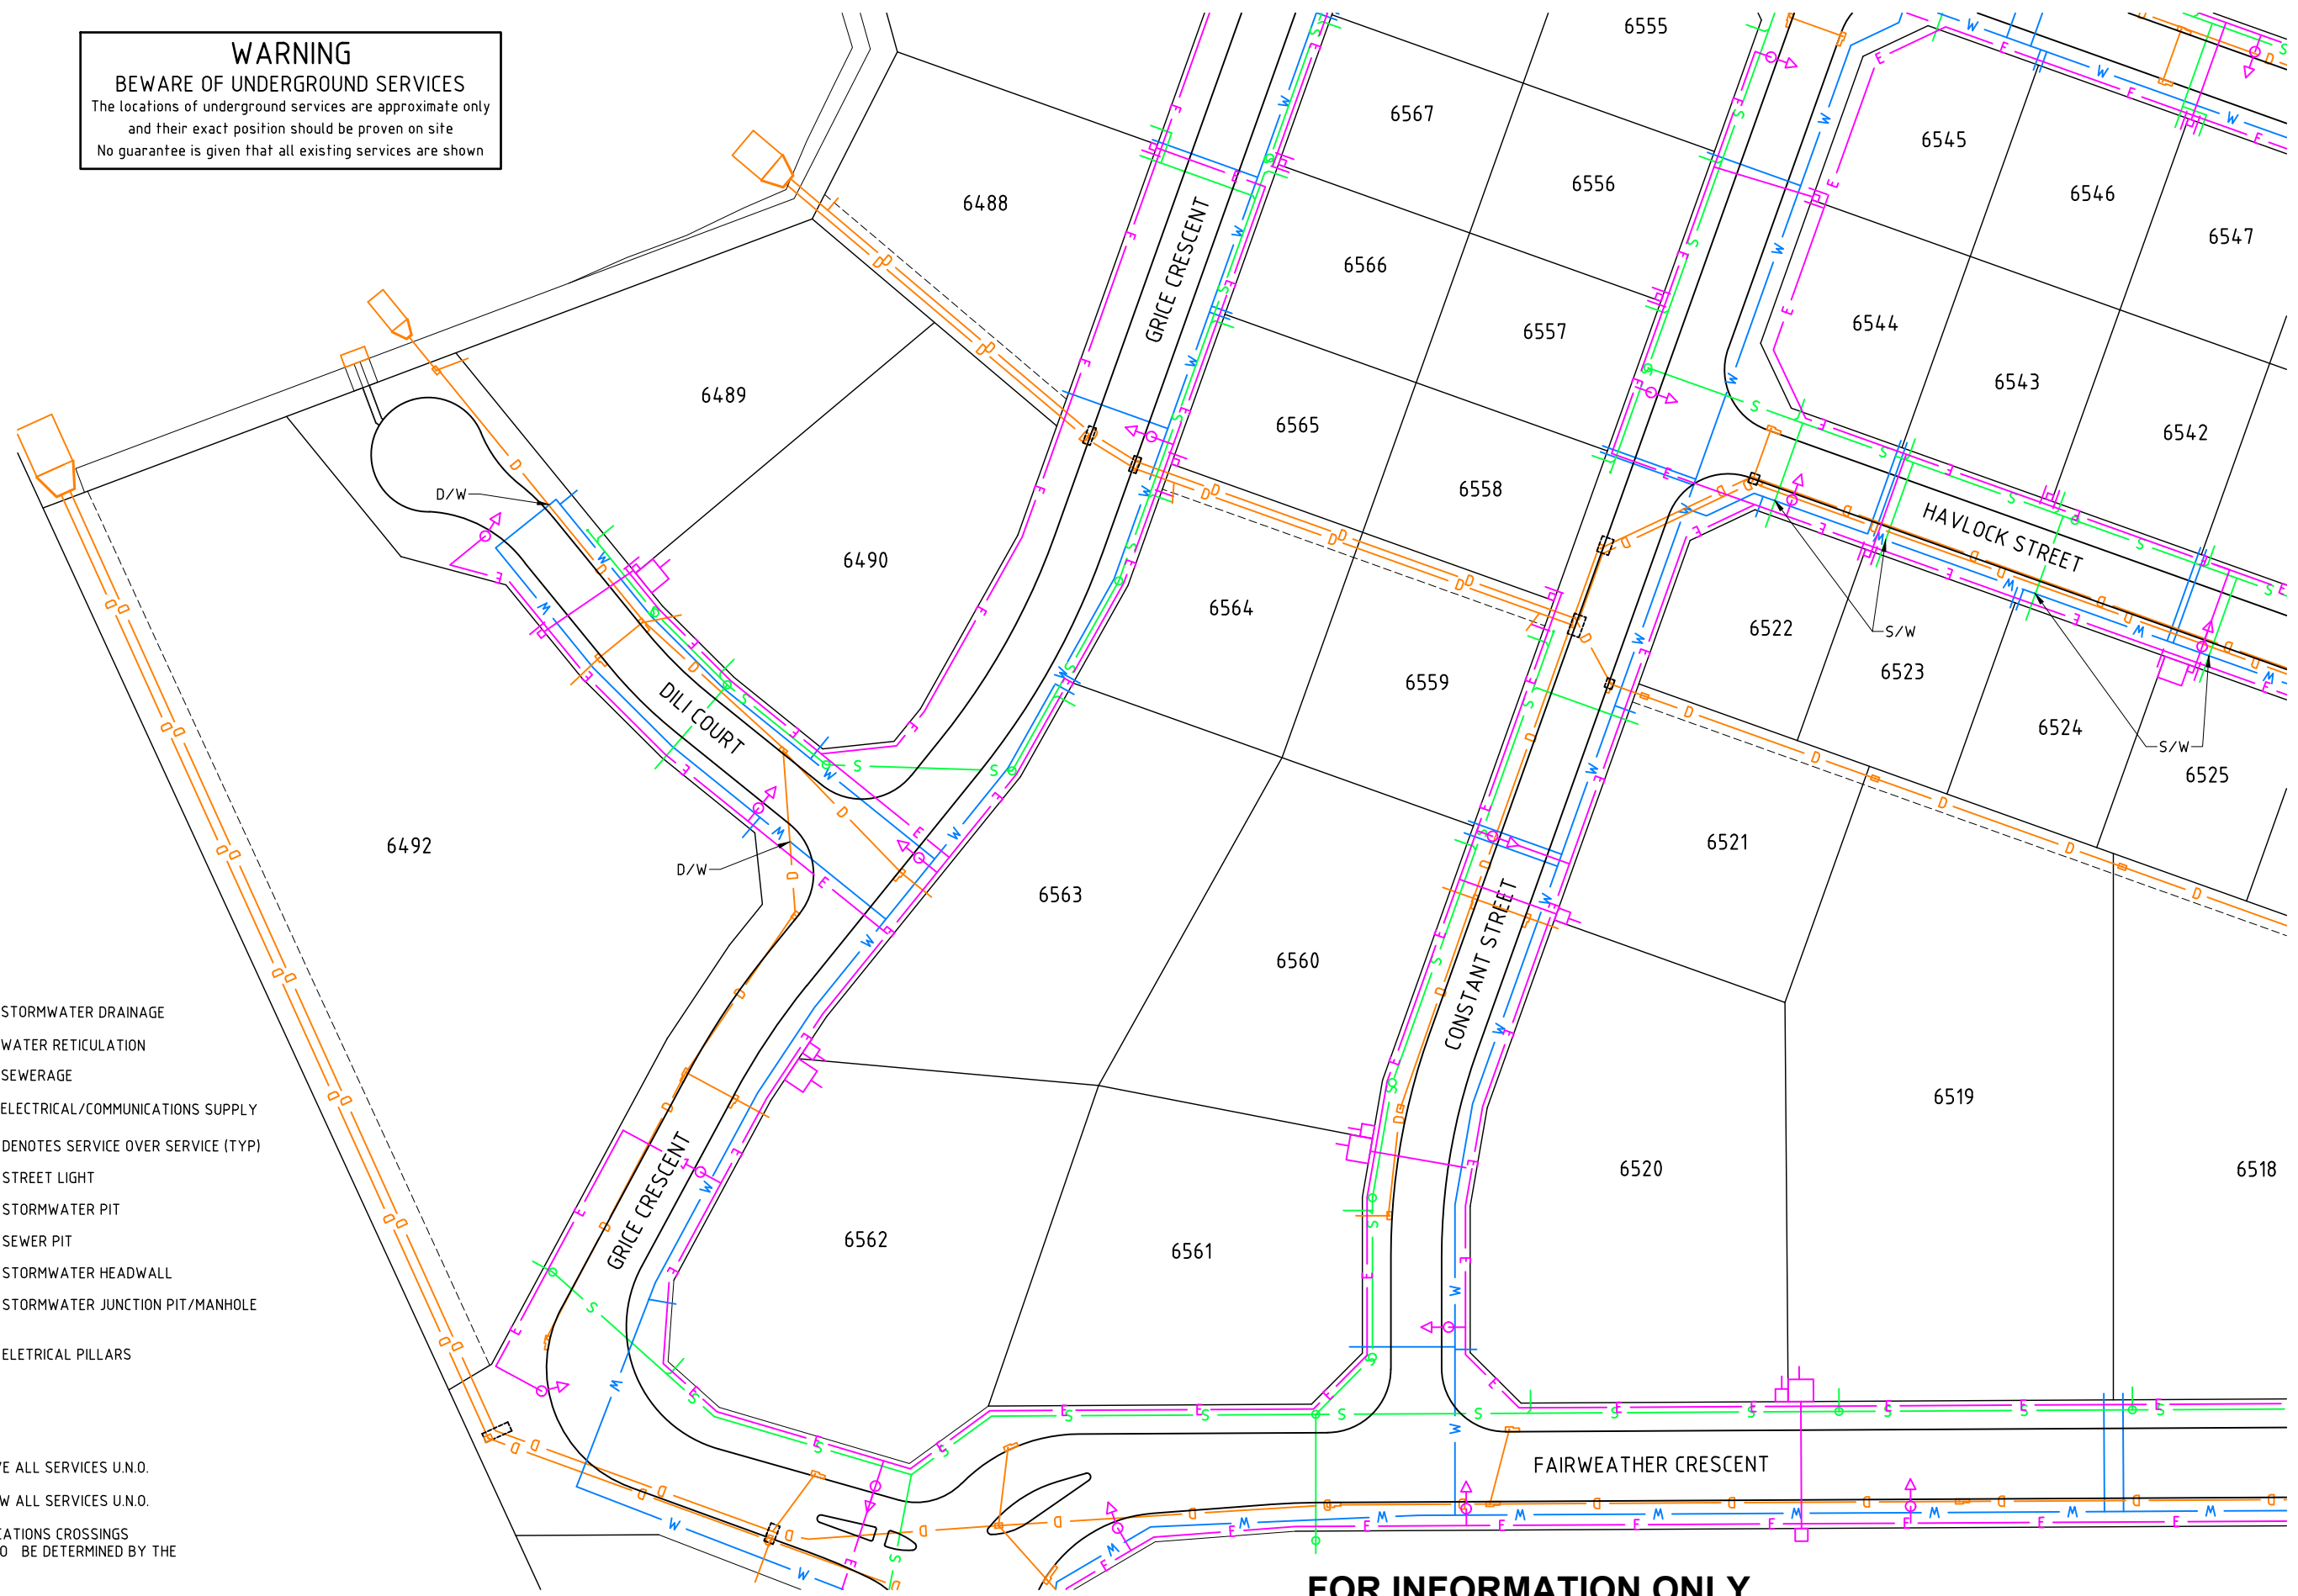 WARNING
BEWARE OF UNDERGROUND SERVICES
The locations of underground services are approximate only
and their exact position should be proven on site
No guarantee is given that all existing services are shown
6555
6567
6545
6556
6546
6488
6547
GRICE CRESCENT
6566
6557
6544
6489
6543
6565
6542
6558
D/W
HAVLOCK STREET
6490
6564
6522
S/W
6523
6559
DILI COURT
6524
S/W
6525
6492
6521
D/W
6563
6560
CONSTANT STREET
STORMWATER DRAINAGE
WATER RETICULATION
SEWERAGE
6519
ELECTRICAL/COMMUNICATIONS SUPPLY
DENOTES SERVICE OVER SERVICE (TYP)
6520
6518
STREET LIGHT
GRICE CRESCENT
STORMWATER PIT
6562
6561
SEWER PIT
STORMWATER HEADWALL
STORMWATER JUNCTION PIT/MANHOLE
ELETRICAL PILLARS
FAIRWEATHER CRESCENT
ALL SERVICES U.N.O.
ALL SERVICES U.N.O.
CROSSINGS
BE DETERMINED BY THE
FOR INFORMATION ONLY